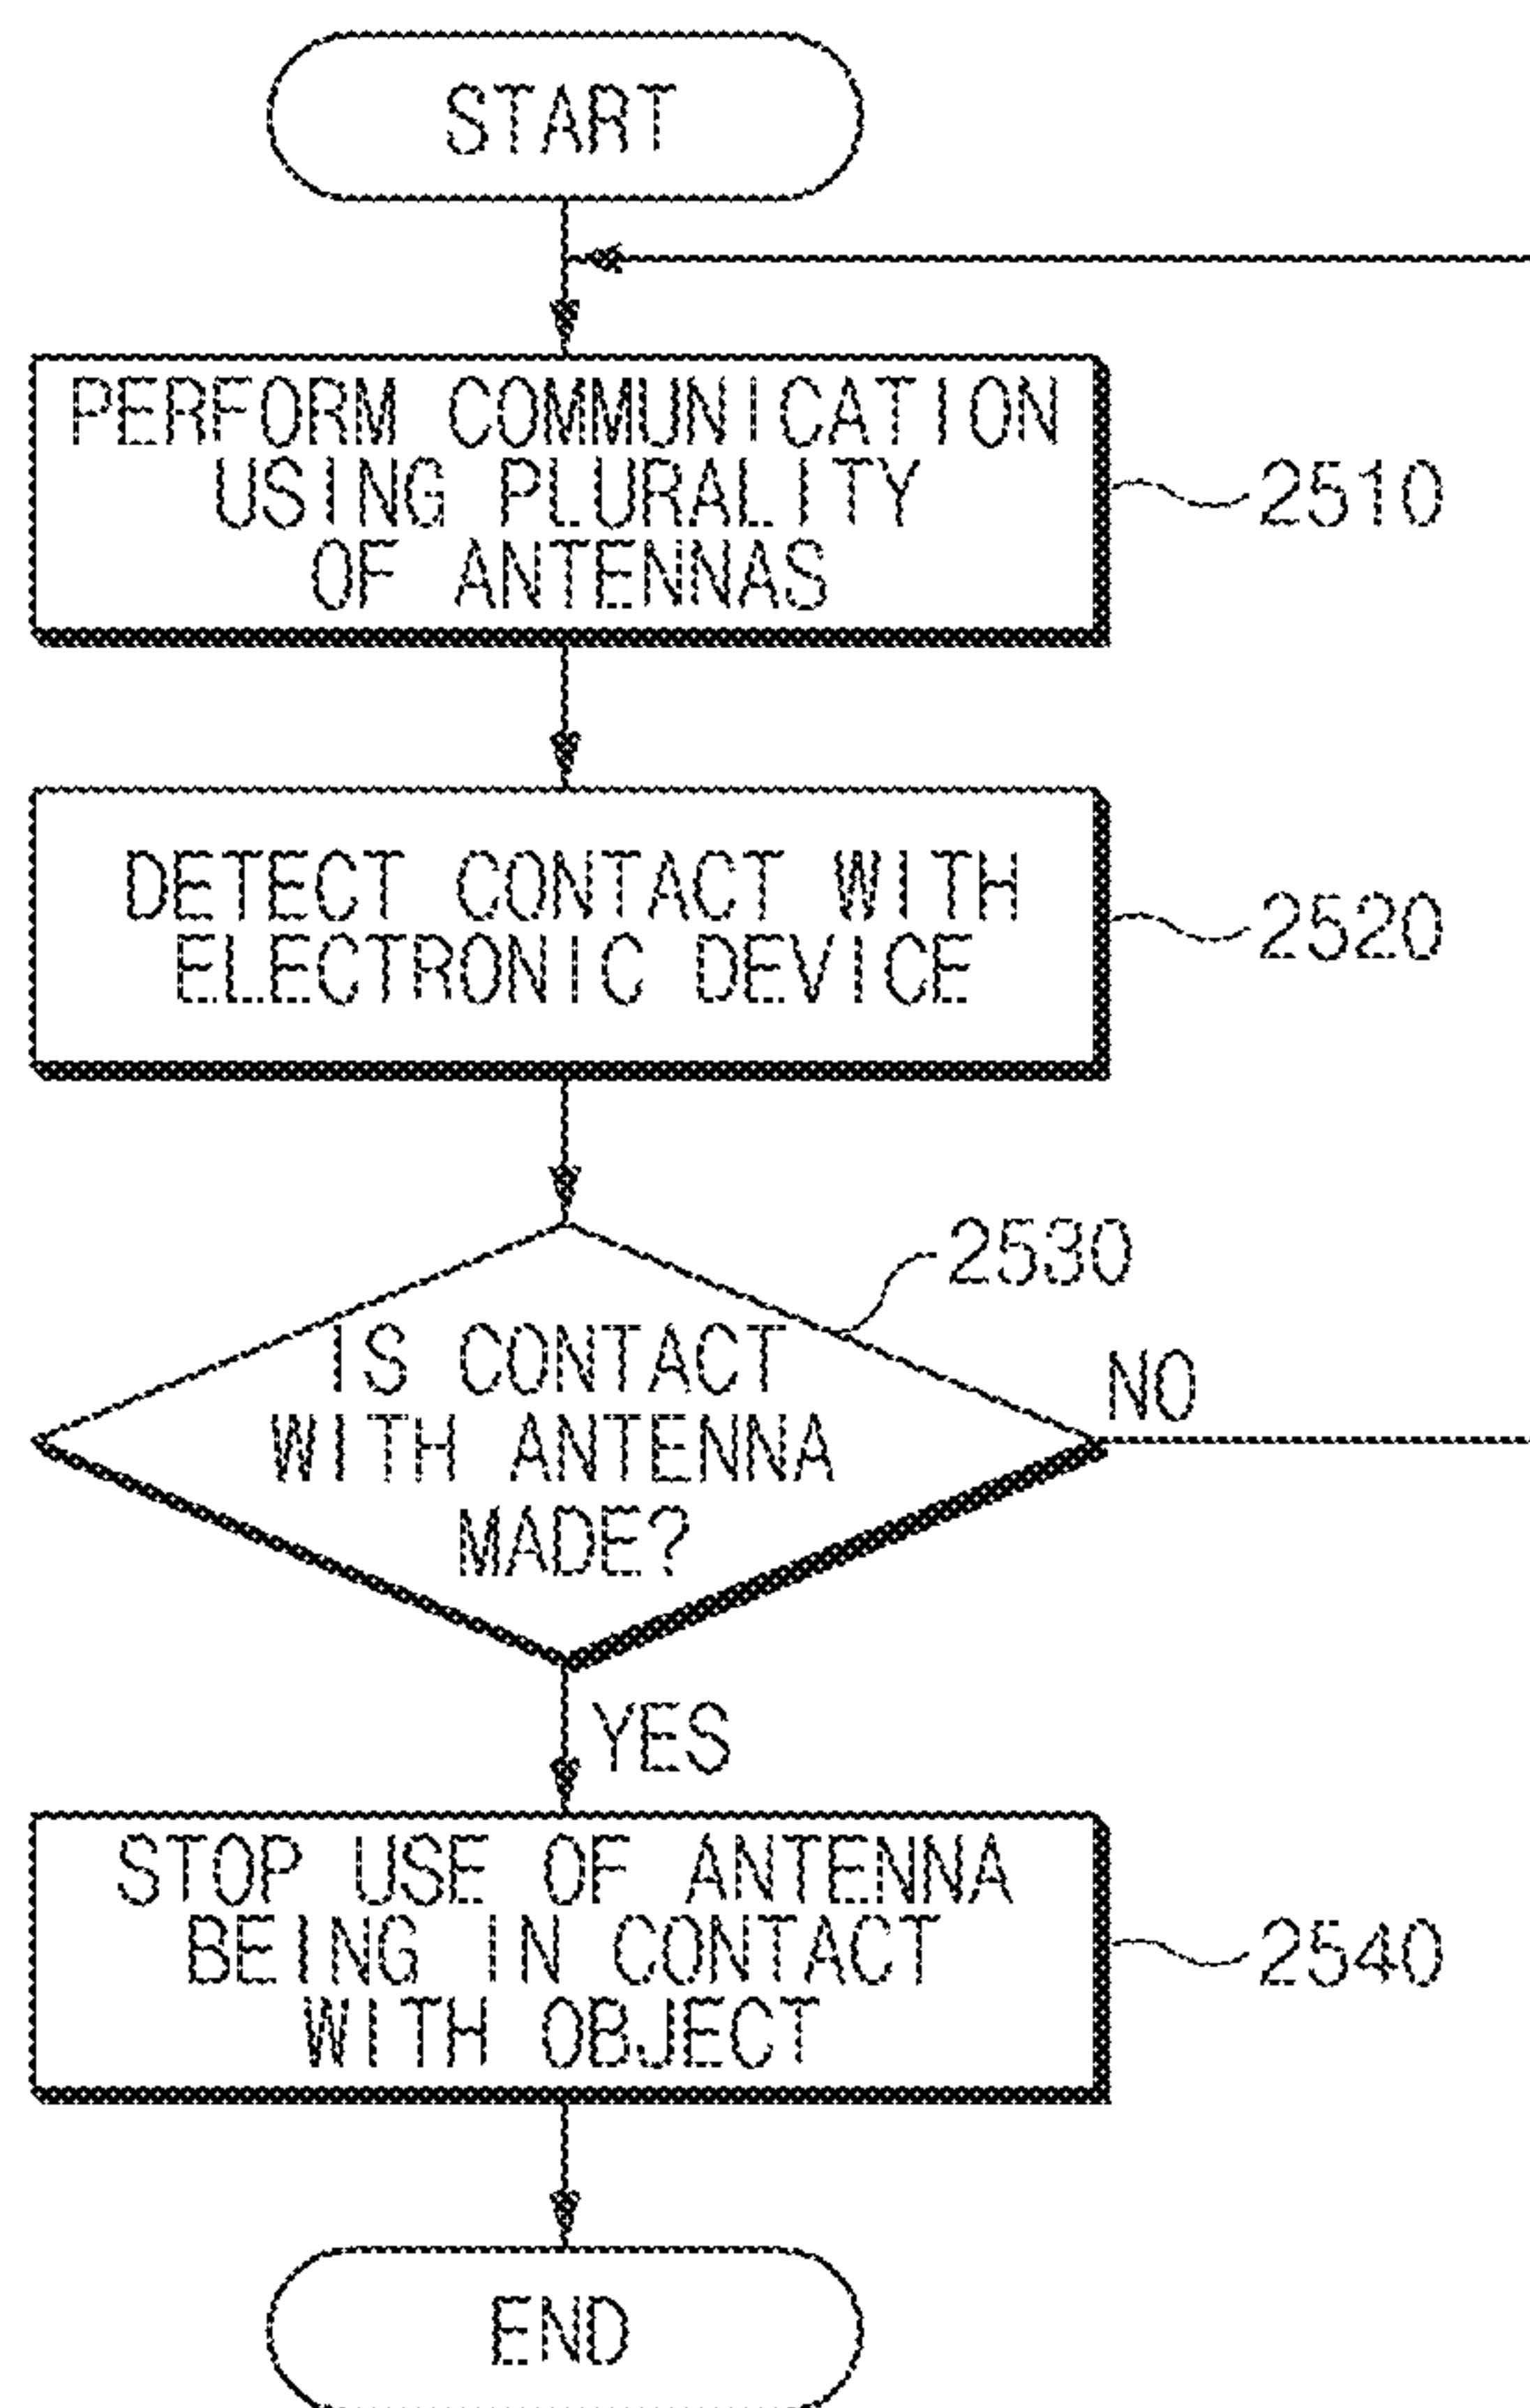 START
PERFORM COMMUNICATION
USING PLURALITY
OF ANTENNAS
2510
DETECT CONTACT WITH
ELECTRONIC DEVICE
2520
2530
IS CONTACT
WITH ANTENNA
MADE?
NO
YES
STOP USE OF ANTENNA
BEING IN CONTACT
WITH OBJECT
2540
END